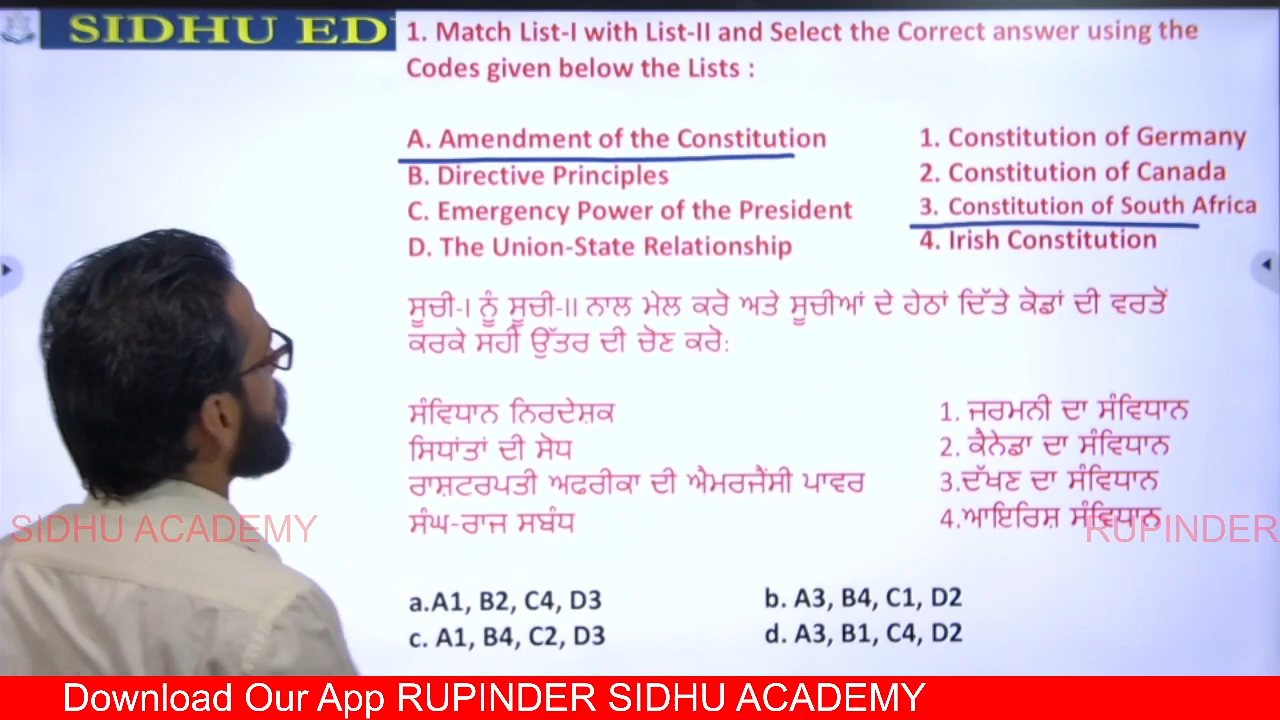 SIDHU ED
1. Match List-I with List-II and Select the Correct answer using the
Codes given below the Lists :
A. Amendment of the Constitution
B. Directive Principles
C. Emergency Power of the President
D. The Union-State Relationship
1. Constitution of Germany
2. Constitution of Canada
3. Constitution of South Africa
4. Irish Constitution
ਸੂਚੀ-I ਨੂੰ ਸੂਚੀ-II ਨਾਲ ਮੇਲ ਕਰੋ ਅਤੇ ਸੂਚੀਆਂ ਦੇ ਹੇਠਾਂ ਦਿੱਤੇ ਕੋਡਾਂ ਦੀ ਵਰਤੋਂ
ਕਰਕੇ ਸਹੀ ਉੱਤਰ ਦੀ ਚੋਣ ਕਰੋ:
ਸੰਵਿਧਾਨ ਨਿਰਦੇਸ਼ਕ
ਸਿਧਾਂਤਾਂ ਦੀ ਸੋਧ
ਰਾਸ਼ਟਰਪਤੀ ਅਫਰੀਕਾ ਦੀ ਐਮਰਜੈਂਸੀ ਪਾਵਰ
ਸੰਘ-ਰਾਜ ਸਬੰਧ
1. ਜਰਮਨੀ ਦਾ ਸੰਵਿਧਾਨ
2. ਕੈਨੇਡਾ ਦਾ ਸੰਵਿਧਾਨ
3.ਦੱਖਣ ਦਾ ਸੰਵਿਧਾਨ
4.ਆਇਰਿਸ਼ ਸੰਵਿਧਾਨ
SIDHU ACADEMY
RUPINDER
a.A1, B2, C4, D3
b. A3, B4, C1, D2
c. A1, B4, C2, D3
d. A3, B1, C4, D2
Download Our App RUPINDER SIDHU ACADEMY